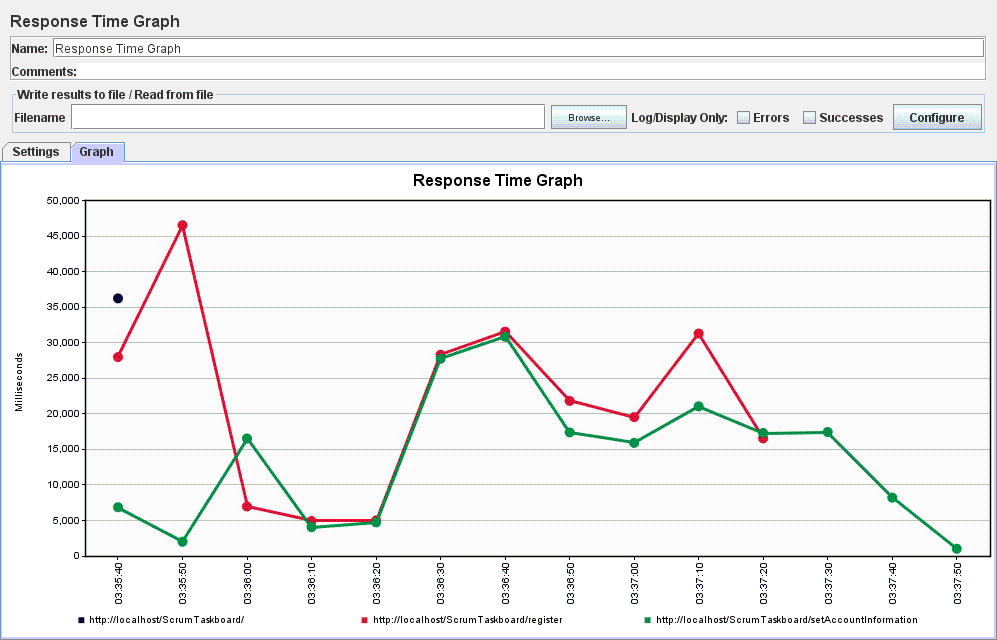 Response Time Graph
Name: Response Time Graph
Comments:
Write results to file / Read from file
Filename Browse... Log/Display Only: Errors Successes Configure
Settings Graph
Response Time Graph
50,000
45,000
40,000
35,000
30,000
25,000
20,000
15,000
10,000
5,000
0
Milliseconds
03:35:40 03:35:50 03:36:00 03:36:10 03:36:20 03:36:30 03:36:40 03:36:50 03:37:00 03:37:10 03:37:20 03:37:30 03:37:40 03:37:50
http://localhost/ScrumTaskboard/ http://localhost/ScrumTaskboard/register http://localhost/ScrumTaskboard/setAccountInformation